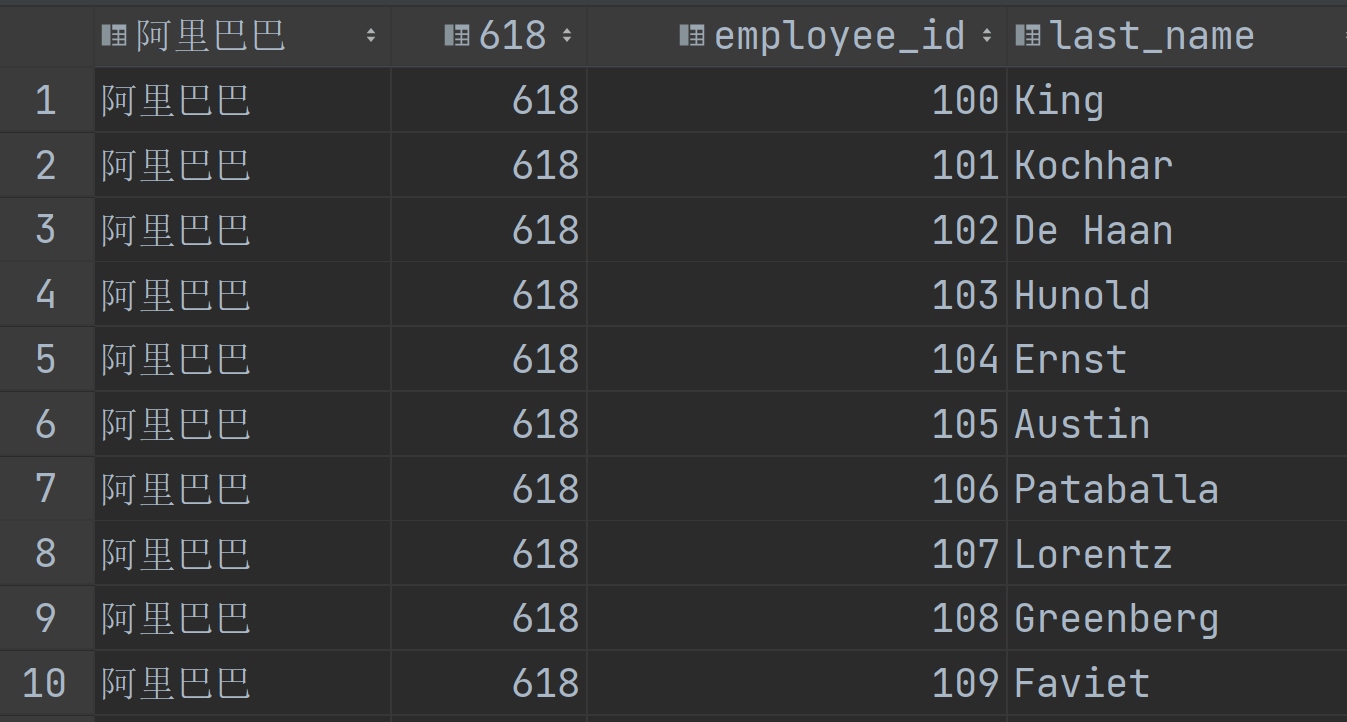 阿里巴巴 618 employee_id last_name
1 阿里巴巴 618 100 King
2 阿里巴巴 618 101 Kochhar
3 阿里巴巴 618 102 De Haan
4 阿里巴巴 618 103 Hunold
5 阿里巴巴 618 104 Ernst
6 阿里巴巴 618 105 Austin
7 阿里巴巴 618 106 Pataballa
8 阿里巴巴 618 107 Lorentz
9 阿里巴巴 618 108 Greenberg
10 阿里巴巴 618 109 Faviet